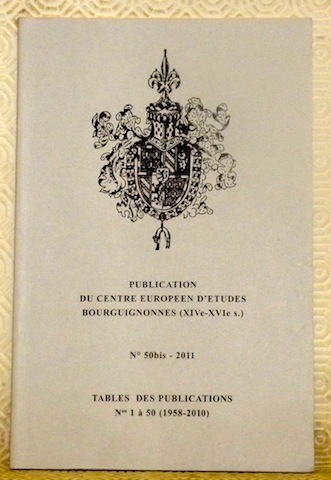 PUBLICATION
DU CENTRE EUROPEEN D'ETUDES
BOURGUIGNONNES (XIVe-XVIe s.)
N° 50bis - 2011
TABLES DES PUBLICATIONS
Nos 1 à 50 (1958-2010)